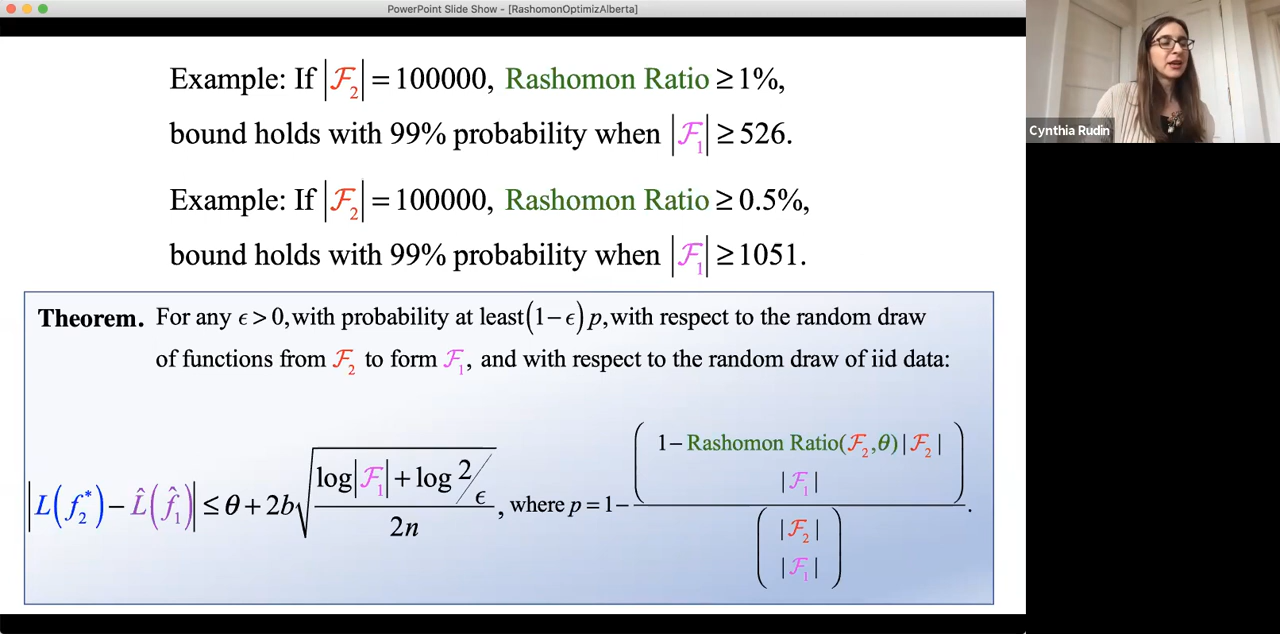 PowerPoint Slide Show - [RashomonOptimizAlberta]
Example: If |ℱ₂| = 100000, Rashomon Ratio ≥ 1%,
bound holds with 99% probability when |ℱ₁| ≥ 526.
Example: If |ℱ₂| = 100000, Rashomon Ratio ≥ 0.5%,
bound holds with 99% probability when |ℱ₁| ≥ 1051.
Theorem. For any ϵ > 0, with probability at least (1 − ϵ) p, with respect to the random draw
of functions from ℱ₂ to form ℱ₁, and with respect to the random draw of iid data:
|L(f₂*) − L̂(f̂₁)| ≤ θ + 2b√((log|ℱ₁| + log 2/ϵ) / 2n), where p = 1 − (1 − Rashomon Ratio(ℱ₂,θ)|ℱ₂| |ℱ₁|) / (|ℱ₂| |ℱ₁|).
Cynthia Rudin